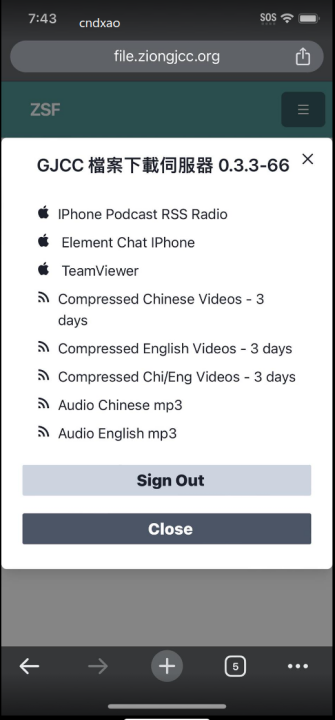 7:43
cndxao
SOS
file.ziongjcc.org
ZSF
GJCC 檔案下載伺服器 0.3.3-66
IPhone Podcast RSS Radio
Element Chat IPhone
TeamViewer
Compressed Chinese Videos - 3
days
Compressed English Videos - 3 days
Compressed Chi/Eng Videos - 3 days
Audio Chinese mp3
Audio English mp3
Sign Out
Close
5